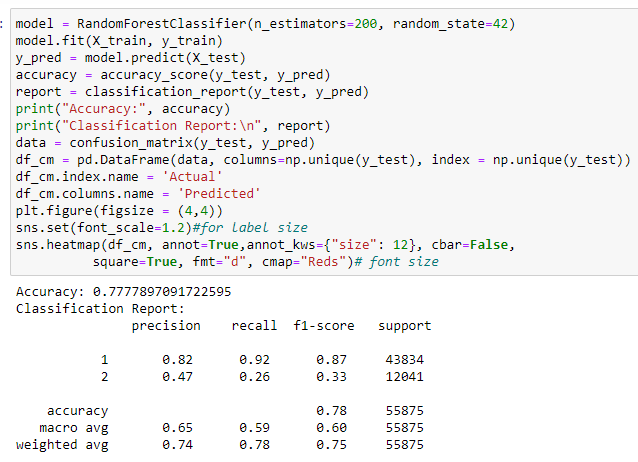 : model = RandomForestClassifier(n_estimators=200, random_state=42)
model.fit(X_train, y_train)
y_pred = model.predict(X_test)
accuracy = accuracy_score(y_test, y_pred)
report = classification_report(y_test, y_pred)
print("Accuracy:", accuracy)
print("Classification Report:\n", report)
data = confusion_matrix(y_test, y_pred)
df_cm = pd.DataFrame(data, columns=np.unique(y_test), index = np.unique(y_test))
df_cm.index.name = 'Actual'
df_cm.columns.name = 'Predicted'
plt.figure(figsize = (4,4))
sns.set(font_scale=1.2)#for label size
sns.heatmap(df_cm, annot=True,annot_kws={"size": 12}, cbar=False,
square=True, fmt="d", cmap="Reds")# font size
Accuracy: 0.7777897091722595
Classification Report:
precision recall f1-score support
1 0.82 0.92 0.87 43834
2 0.47 0.26 0.33 12041
accuracy 0.78 55875
macro avg 0.65 0.59 0.60 55875
weighted avg 0.74 0.78 0.75 55875